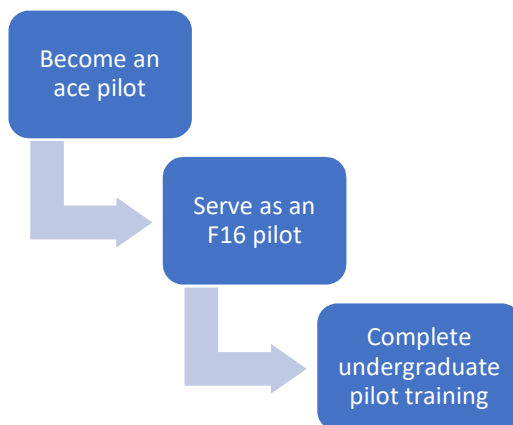 Become an
ace pilot
Serve as an
F16 pilot
Complete
undergraduate
pilot training